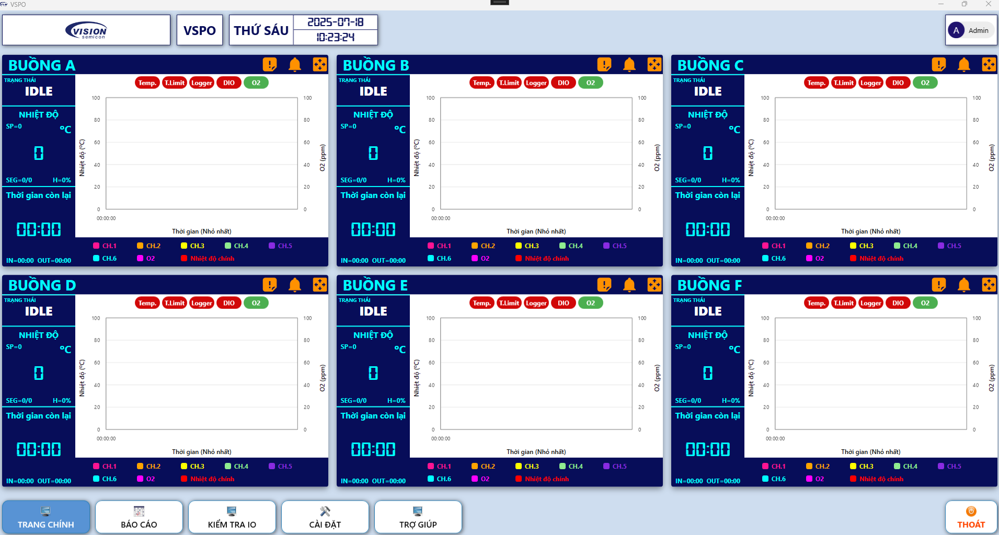 VSPO
VISION
semicon
VSPO
THỨ SÁU
2025-07-18
10:23:24
A
Admin
BUỒNG A
TRẠNG THÁI
IDLE
NHIỆT ĐỘ
SP=0
ºC
0
SEG=0/0 H=0%
Thời gian còn lại
00:00
IN=00:00 OUT=00:00
Temp. T.Limit Logger DIO O2
100 100
80 80
60 60
40 40
20 20
0 0
00:00:00
Nhiệt độ (ºC)
O2 (ppm)
Thời gian (Nhỏ nhất)
CH.1 CH.2 CH.3 CH.4 CH.5
CH.6 O2 Nhiệt độ chính
BUỒNG B
TRẠNG THÁI
IDLE
NHIỆT ĐỘ
SP=0
ºC
0
SEG=0/0 H=0%
Thời gian còn lại
00:00
IN=00:00 OUT=00:00
Temp. T.Limit Logger DIO O2
100 100
80 80
60 60
40 40
20 20
0 0
00:00:00
Nhiệt độ (ºC)
O2 (ppm)
Thời gian (Nhỏ nhất)
CH.1 CH.2 CH.3 CH.4 CH.5
CH.6 O2 Nhiệt độ chính
BUỒNG C
TRẠNG THÁI
IDLE
NHIỆT ĐỘ
SP=0
ºC
0
SEG=0/0 H=0%
Thời gian còn lại
00:00
IN=00:00 OUT=00:00
Temp. T.Limit Logger DIO O2
100 100
80 80
60 60
40 40
20 20
0 0
00:00:00
Nhiệt độ (ºC)
O2 (ppm)
Thời gian (Nhỏ nhất)
CH.1 CH.2 CH.3 CH.4 CH.5
CH.6 O2 Nhiệt độ chính
BUỒNG D
TRẠNG THÁI
IDLE
NHIỆT ĐỘ
SP=0
ºC
0
SEG=0/0 H=0%
Thời gian còn lại
00:00
IN=00:00 OUT=00:00
Temp. T.Limit Logger DIO O2
100 100
80 80
60 60
40 40
20 20
0 0
00:00:00
Nhiệt độ (ºC)
O2 (ppm)
Thời gian (Nhỏ nhất)
CH.1 CH.2 CH.3 CH.4 CH.5
CH.6 O2 Nhiệt độ chính
BUỒNG E
TRẠNG THÁI
IDLE
NHIỆT ĐỘ
SP=0
ºC
0
SEG=0/0 H=0%
Thời gian còn lại
00:00
IN=00:00 OUT=00:00
Temp. T.Limit Logger DIO O2
100 100
80 80
60 60
40 40
20 20
0 0
00:00:00
Nhiệt độ (ºC)
O2 (ppm)
Thời gian (Nhỏ nhất)
CH.1 CH.2 CH.3 CH.4 CH.5
CH.6 O2 Nhiệt độ chính
BUỒNG F
TRẠNG THÁI
IDLE
NHIỆT ĐỘ
SP=0
ºC
0
SEG=0/0 H=0%
Thời gian còn lại
00:00
IN=00:00 OUT=00:00
Temp. T.Limit Logger DIO O2
100 100
80 80
60 60
40 40
20 20
0 0
00:00:00
Nhiệt độ (ºC)
O2 (ppm)
Thời gian (Nhỏ nhất)
CH.1 CH.2 CH.3 CH.4 CH.5
CH.6 O2 Nhiệt độ chính
TRANG CHÍNH
BÁO CÁO
KIỂM TRA IO
CÀI ĐẶT
TRỢ GIÚP
THOÁT